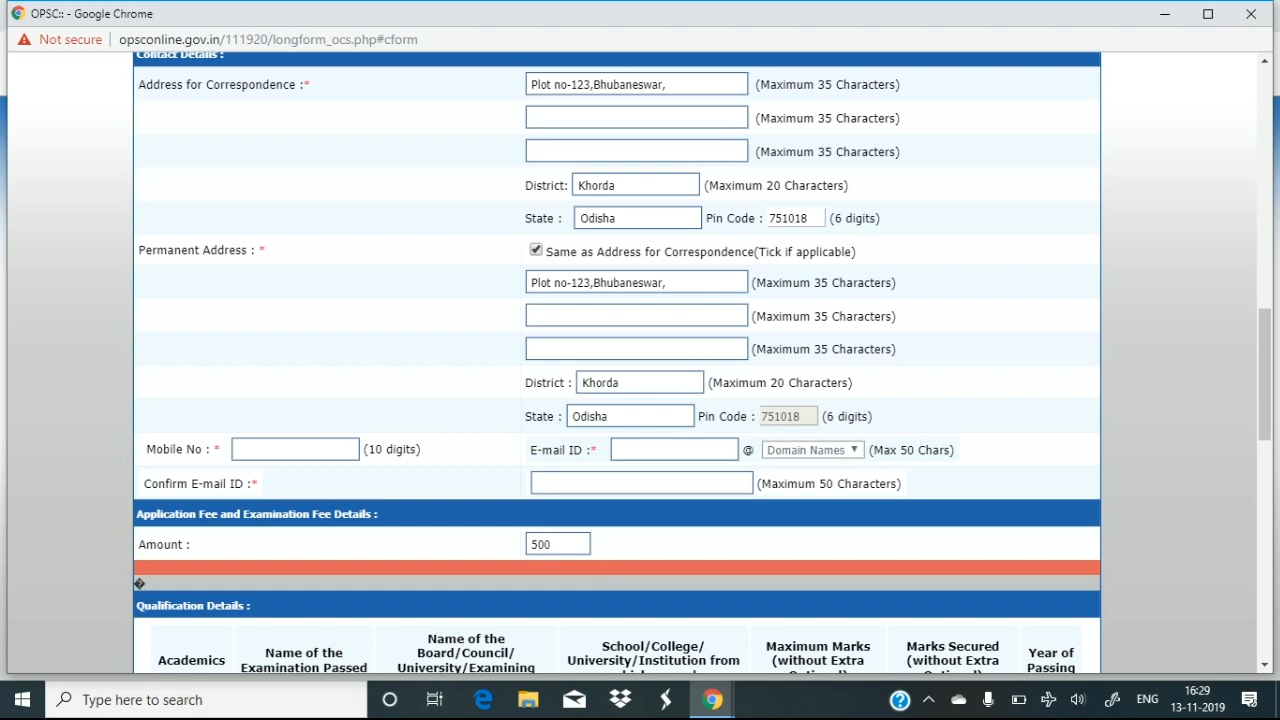 OPSC:: - Google Chrome
Not secure | opsconline.gov.in/111920/longform_ocs.php#cform
Contact Details :
Address for Correspondence :* Plot no-123,Bhubaneswar, (Maximum 35 Characters)
(Maximum 35 Characters)
(Maximum 35 Characters)
District: Khorda (Maximum 20 Characters)
State : Odisha Pin Code : 751018 (6 digits)
Permanent Address : * Same as Address for Correspondence(Tick if applicable)
Plot no-123,Bhubaneswar, (Maximum 35 Characters)
(Maximum 35 Characters)
(Maximum 35 Characters)
District : Khorda (Maximum 20 Characters)
State : Odisha Pin Code : 751018 (6 digits)
Mobile No : * (10 digits) E-mail ID :* @ Domain Names (Max 50 Chars)
Confirm E-mail ID :* (Maximum 50 Characters)
Application Fee and Examination Fee Details :
Amount : 500
�
Qualification Details :
Academics
Name of the
Examination Passed
Name of the
Board/Council/
University/Examining
School/College/
University/Institution from
Maximum Marks
(without Extra
Marks Secured
(without Extra
Year of
Passing
Type here to search
ENG
16:29
13-11-2019